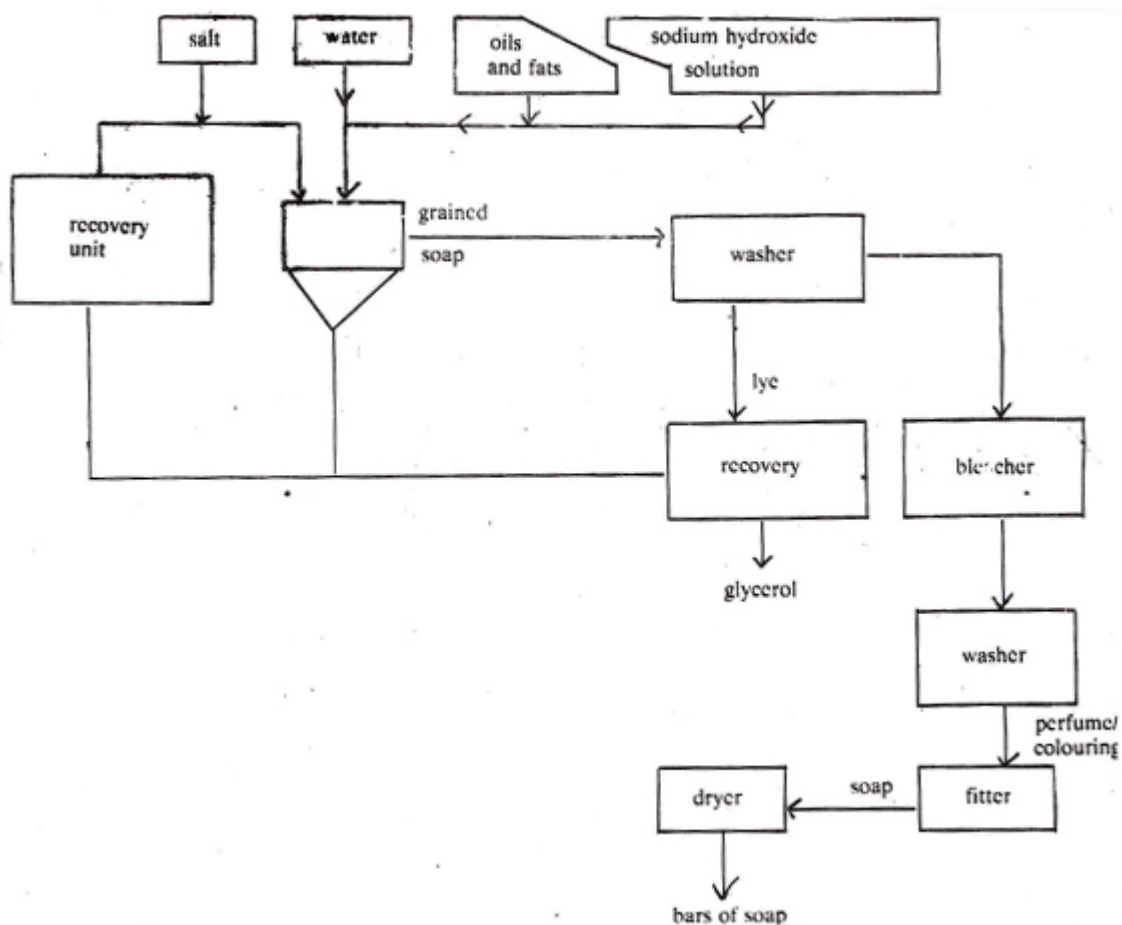 salt
water
oils
and fats
sodium hydroxide
solution
recovery
unit
grained
soap
washer
lye
recovery
bleacher
glycerol
washer
perfume/
colouring
fitter
soap
dryer
bars of soap